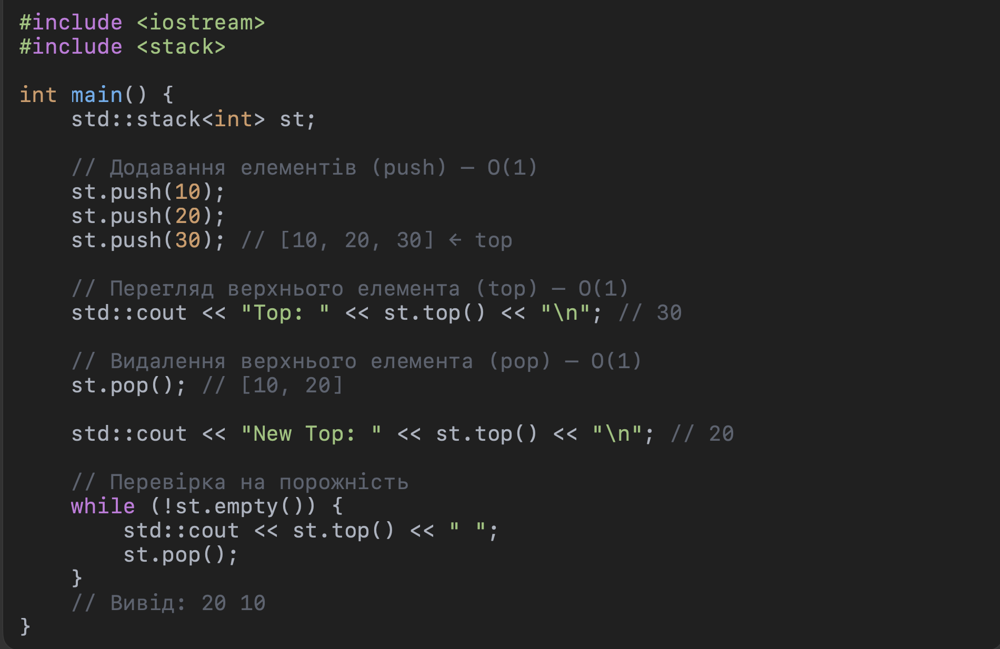 #include <iostream>
#include <stack>
int main() {
    std::stack<int> st;
    // Додавання елементів (push) — O(1)
    st.push(10);
    st.push(20);
    st.push(30); // [10, 20, 30] ← top
    // Перегляд верхнього елемента (top) — O(1)
    std::cout << "Top: " << st.top() << "\n"; // 30
    // Видалення верхнього елемента (pop) — O(1)
    st.pop(); // [10, 20]
    std::cout << "New Top: " << st.top() << "\n"; // 20
    // Перевірка на порожність
    while (!st.empty()) {
        std::cout << st.top() << " ";
        st.pop();
    }
    // Вивід: 20 10
}